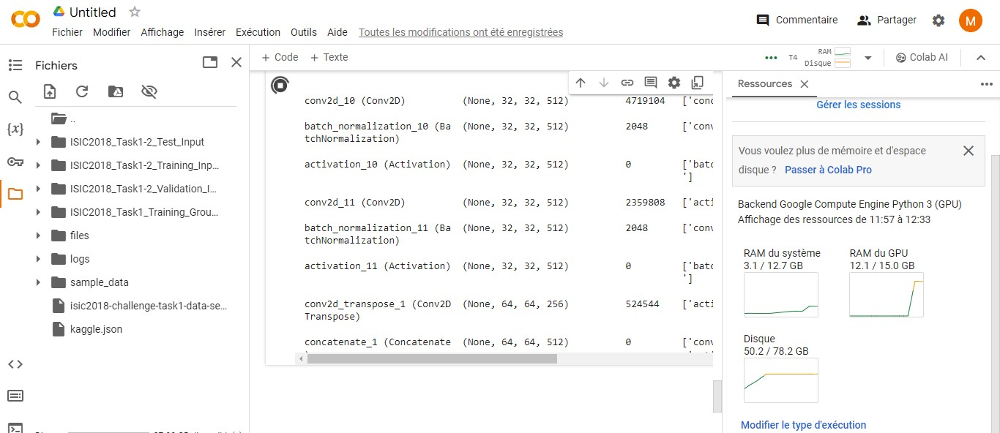 Untitled
Fichier Modifier Affichage Insérer Exécution Outils Aide Toutes les modifications ont été enregistrées
Commentaire Partager M
Fichiers
..
ISIC2018_Task1-2_Test_Input
ISIC2018_Task1-2_Training_Inp...
ISIC2018_Task1-2_Validation_I...
ISIC2018_Task1_Training_Grou...
files
logs
sample_data
isic2018-challenge-task1-data-se...
kaggle.json
+ Code + Texte
T4 RAM
Disque
Colab AI
conv2d_10 (Conv2D) (None, 32, 32, 512) 4719104 ['conc
batch_normalization_10 (Ba (None, 32, 32, 512) 2048 ['conv
tchNormalization)
activation_10 (Activation) (None, 32, 32, 512) 0 ['batc
']
conv2d_11 (Conv2D) (None, 32, 32, 512) 2359808 ['acti
batch_normalization_11 (Ba (None, 32, 32, 512) 2048 ['conv
tchNormalization)
activation_11 (Activation) (None, 32, 32, 512) 0 ['batc
']
conv2d_transpose_1 (Conv2D (None, 64, 64, 256) 524544 ['acti
Transpose)
concatenate_1 (Concatenate (None, 64, 64, 512) 0 ['conv
Ressources
Gérer les sessions
Vous voulez plus de mémoire et d'espace
disque ? Passer à Colab Pro
Backend Google Compute Engine Python 3 (GPU)
Affichage des ressources de 11:57 à 12:33
RAM du système
3.1 / 12.7 GB
RAM du GPU
12.1 / 15.0 GB
Disque
50.2 / 78.2 GB
Modifier le type d'exécution